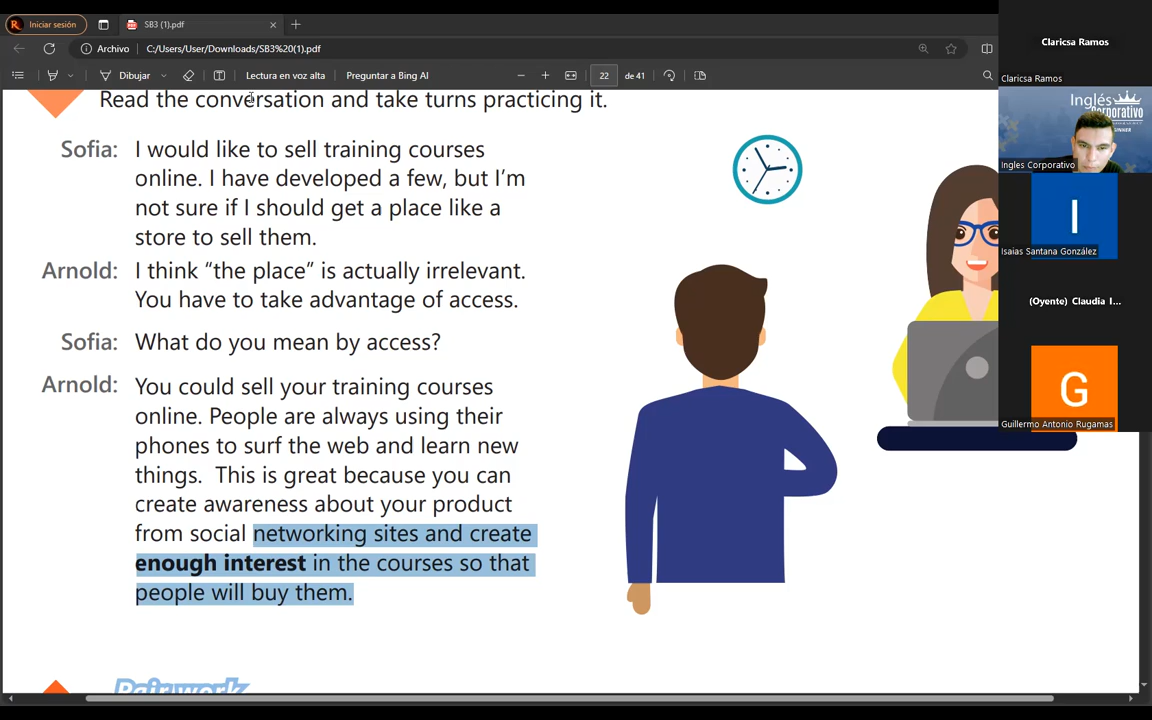 Iniciar sesión
SB3 (1).pdf
Archivo
C:/Users/User/Downloads/SB3%20(1).pdf
Dibujar
Lectura en voz alta
Preguntar a Bing AI
22
de 41
Read the conversation and take turns practicing it.
Sofia: I would like to sell training courses
online. I have developed a few, but I'm
not sure if I should get a place like a
store to sell them.
Arnold: I think “the place” is actually irrelevant.
You have to take advantage of access.
Sofia: What do you mean by access?
Arnold: You could sell your training courses
online. People are always using their
phones to surf the web and learn new
things. This is great because you can
create awareness about your product
from social networking sites and create
enough interest in the courses so that
people will buy them.
Pair work
Claricsa Ramos
Claricsa Ramos
Inglés
Corporativo
Ingles Corporativo
I
Isaias Santana González
(Oyente) Claudia I...
G
Guillermo Antonio Rugamas